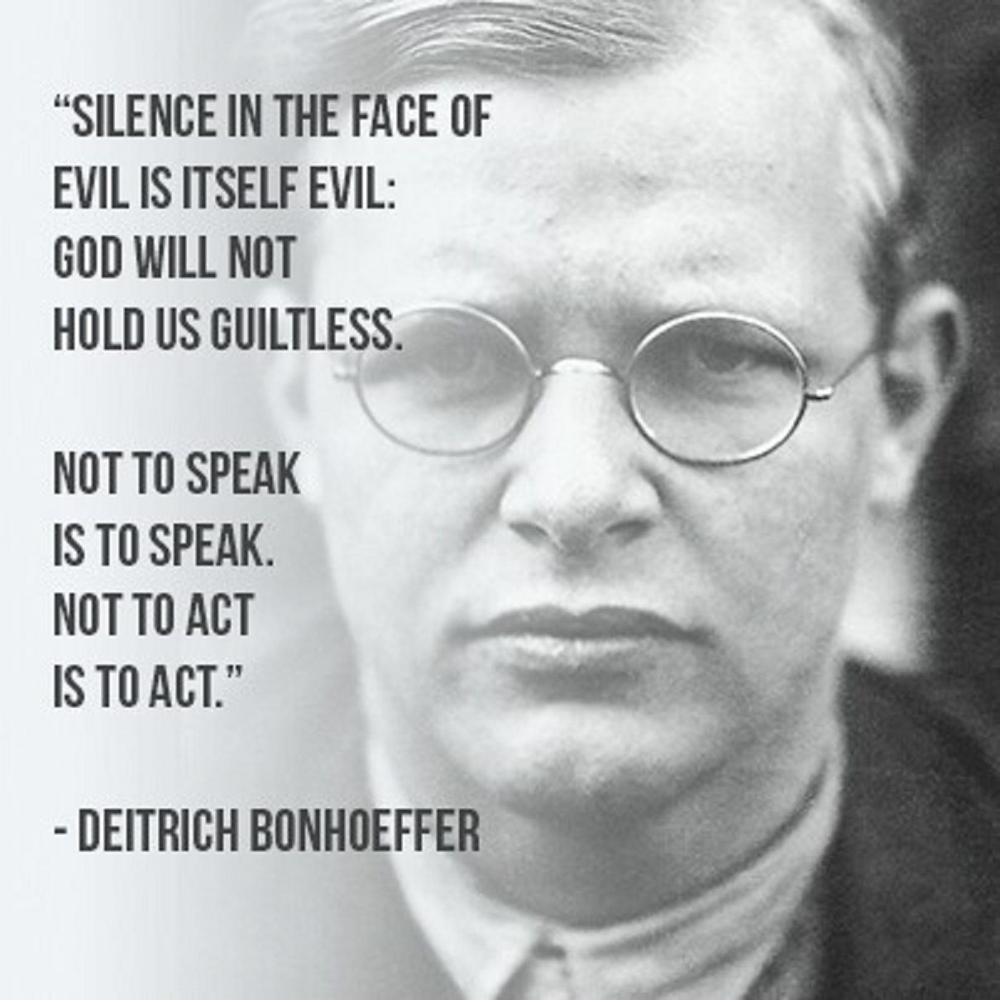 “SILENCE IN THE FACE OF
EVIL IS ITSELF EVIL:
GOD WILL NOT
HOLD US GUILTLESS.
NOT TO SPEAK
IS TO SPEAK.
NOT TO ACT
IS TO ACT.”
- DEITRICH BONHOEFFER